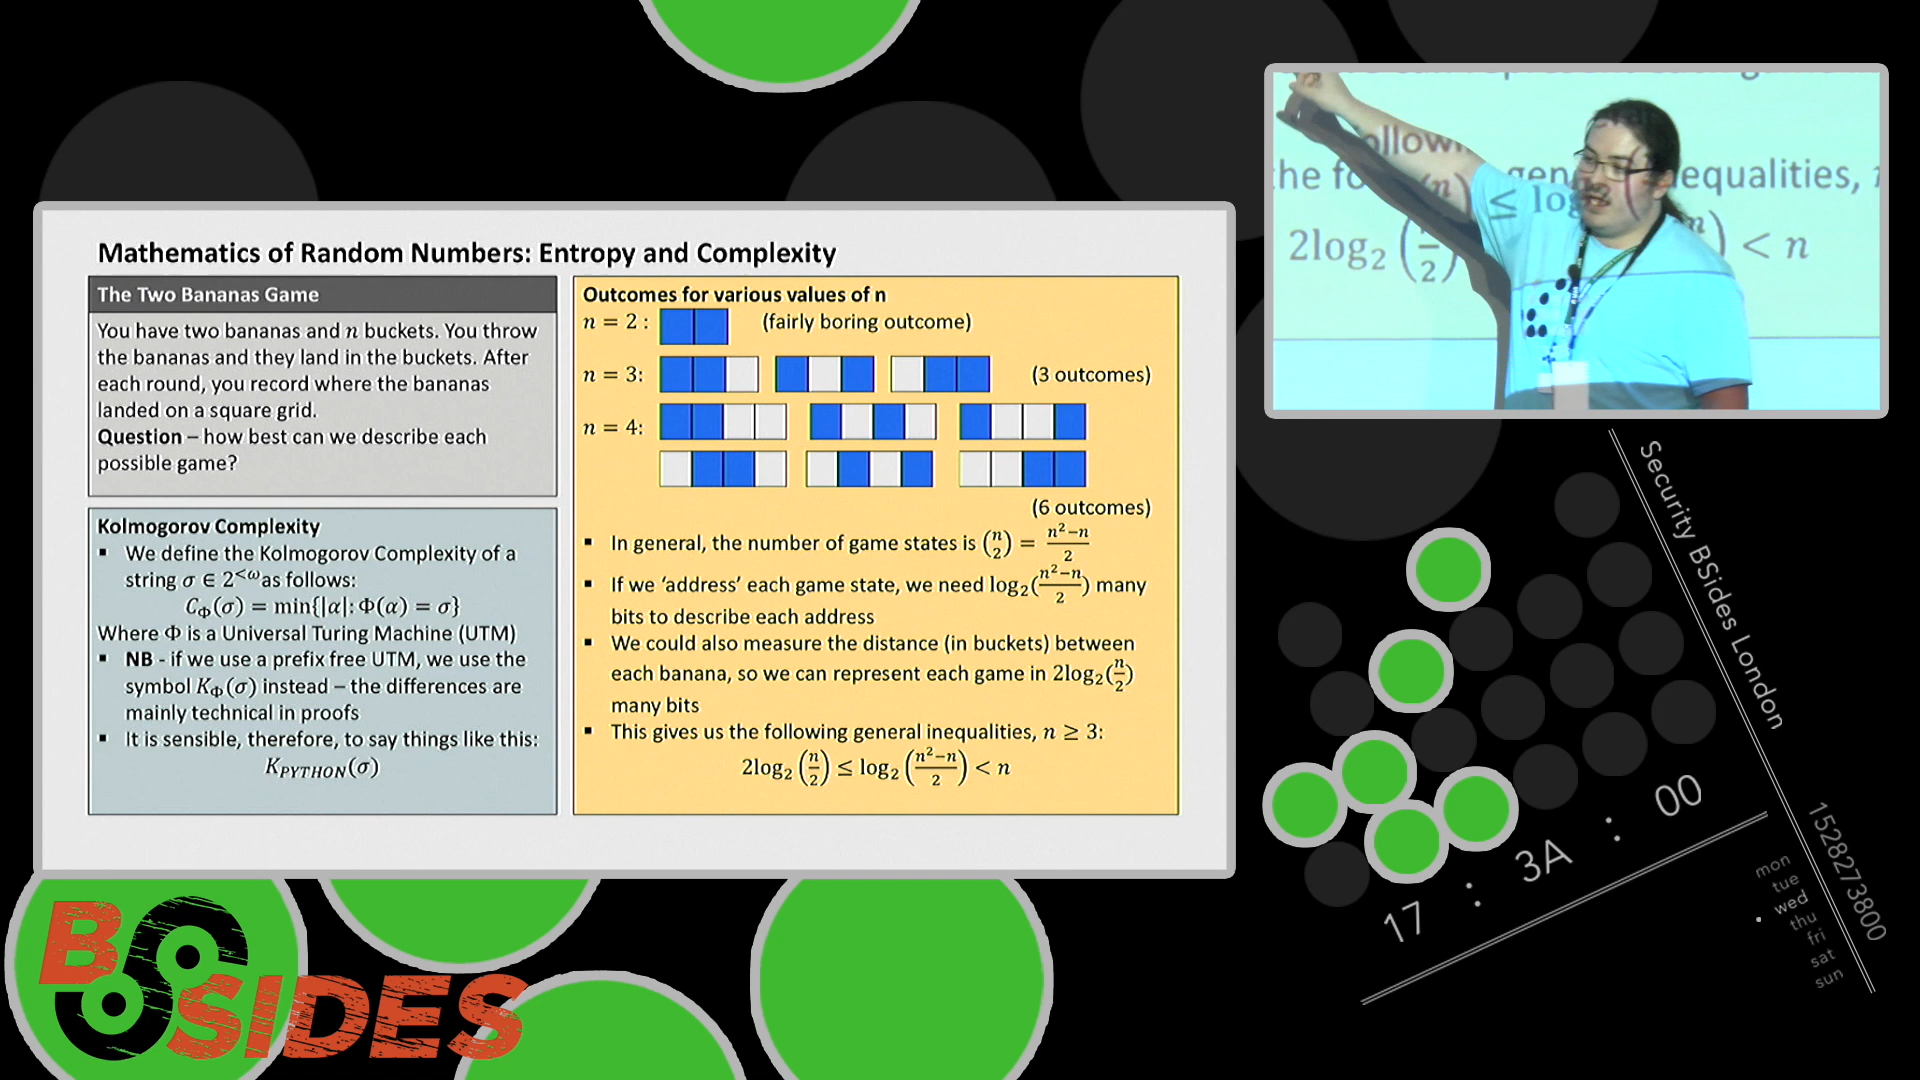 Mathematics of Random Numbers: Entropy and Complexity
The Two Bananas Game
You have two bananas and n buckets. You throw
the bananas and they land in the buckets. After
each round, you record where the bananas
landed on a square grid.
Question – how best can we describe each
possible game?
Kolmogorov Complexity
▪ We define the Kolmogorov Complexity of a
string σ ∈ 2^{<ω}as follows:
C_Φ(σ) = min{|α|: Φ(α) = σ}
Where Φ is a Universal Turing Machine (UTM)
▪ NB - if we use a prefix free UTM, we use the
symbol K_Φ(σ) instead – the differences are
mainly technical in proofs
▪ It is sensible, therefore, to say things like this:
K_{PYTHON}(σ)
Outcomes for various values of n
n = 2 : (fairly boring outcome)
n = 3: (3 outcomes)
n = 4:
(6 outcomes)
▪ In general, the number of game states is (n 2) = (n²−n)/2
▪ If we ‘address’ each game state, we need log₂((n²−n)/2) many
bits to describe each address
▪ We could also measure the distance (in buckets) between
each banana, so we can represent each game in 2log₂(n/2)
many bits
▪ This gives us the following general inequalities, n ≥ 3:
2log₂(n/2) ≤ log₂((n²−n)/2) < n
ollow
the fo gen equalities,
(n) ≤ log
2log₂(–/2) n) < n
Security BSides London
1528273800
17 : 3A : 00
mon
tue
wed
thu
fri
sat
sun
BSIDES